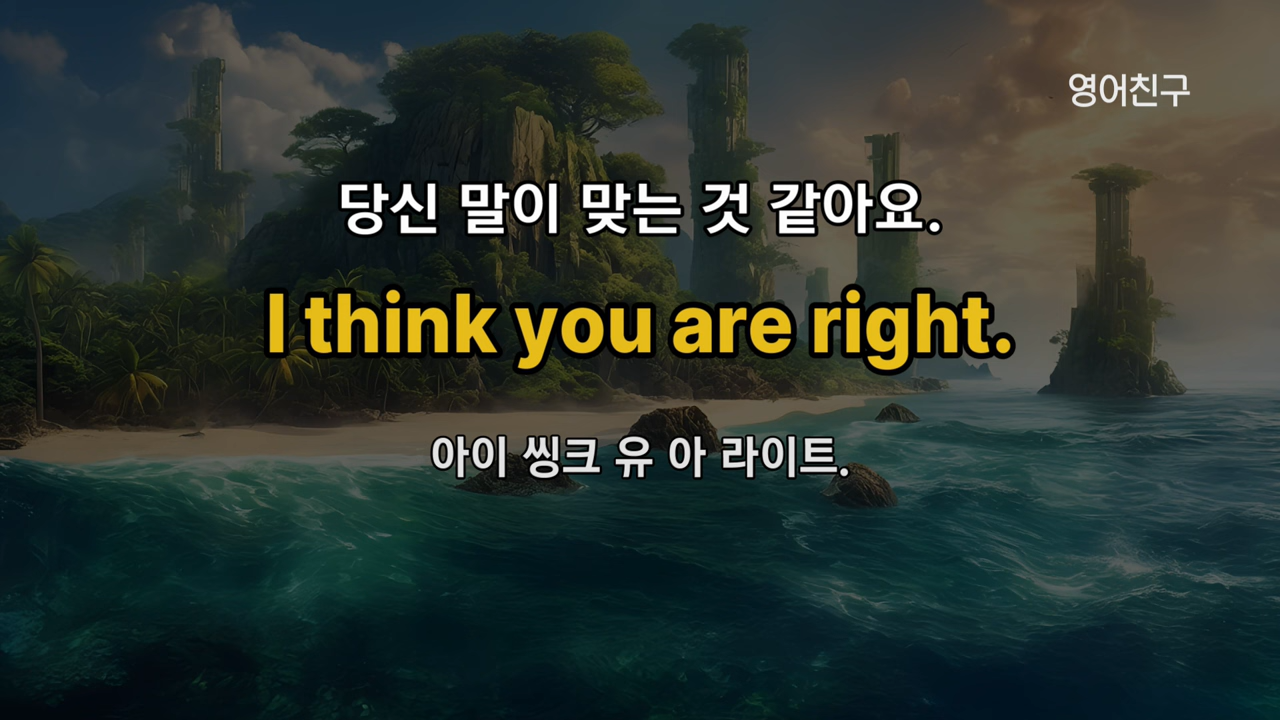 영어친구
당신 말이 맞는 것 같아요.
I think you are right.
아이 씽크 유 아 라이트.